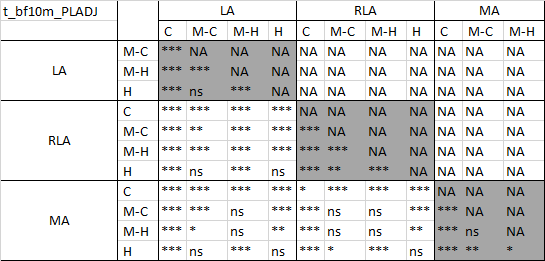 t_bf10m_PLADJ LA RLA MA
C M-C M-H H C M-C M-H H C M-C M-H
LA M-C *** NA NA NA NA NA NA NA NA NA NA
M-H *** *** NA NA NA NA NA NA NA NA NA
H *** ns *** NA NA NA NA NA NA NA NA
RLA C *** *** *** *** NA NA NA NA NA NA NA
M-C *** ** *** *** *** NA NA NA NA NA NA
M-H *** *** *** *** *** *** NA NA NA NA NA
H *** ns *** ns *** ** *** NA NA NA NA
MA C *** *** *** *** * *** *** *** NA NA NA
M-C *** *** ns *** *** ns ns *** *** NA NA
M-H *** * ns ** *** ns ns ** *** ns NA
H *** ns *** ns *** * *** ns *** ** *